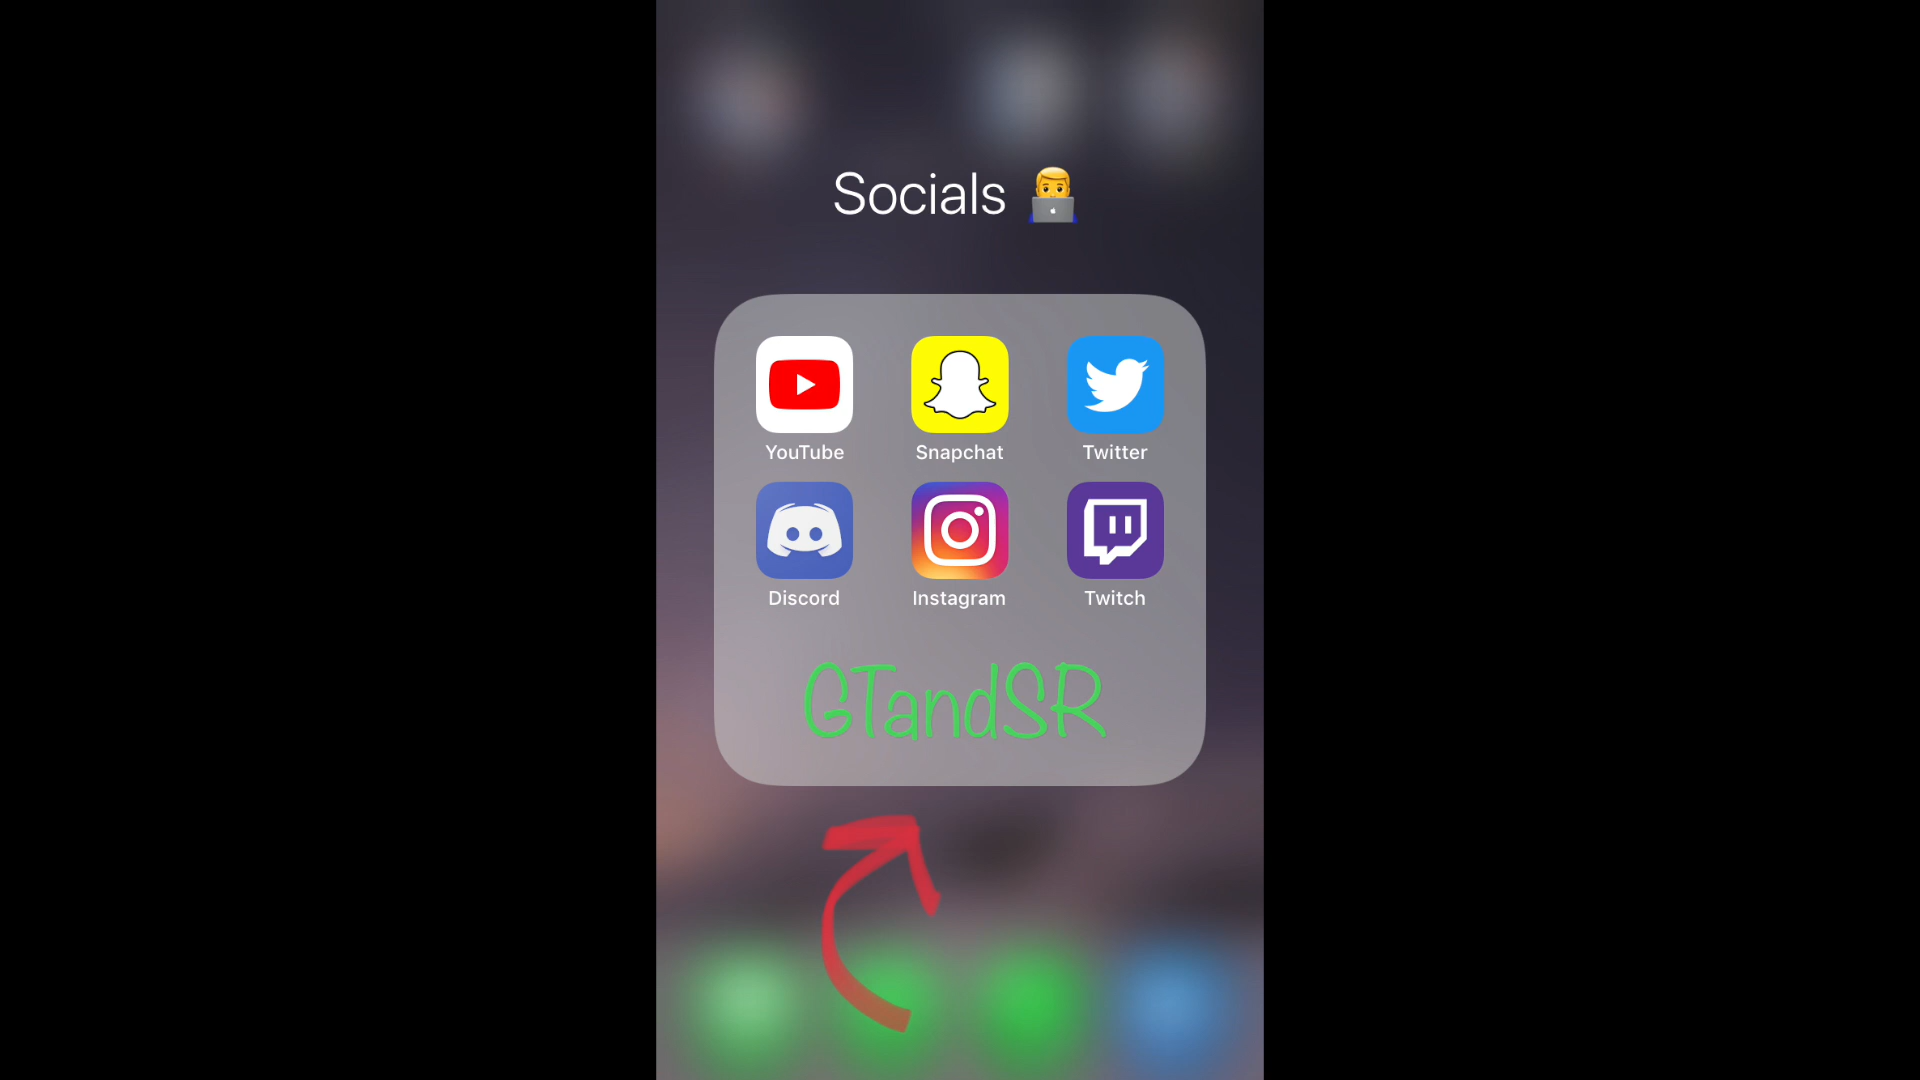 Socials 👨‍💻
YouTube Snapchat Twitter
Discord Instagram Twitch
GTandSR